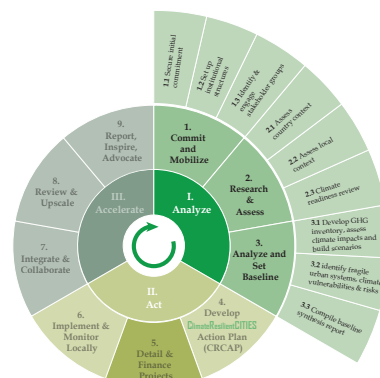 1.1 Secure initial
commitment
1.2 Set up
institutional
structures
1.3 Identify &
engage
stakeholder groups
2.1 Assess
country context
2.2 Assess local
context
2.3 Climate
readiness review
3.1 Develop GHG
inventory, assess
climate impacts and
build scenarios
3.2 identify fragile
urban systems, climate
vulnerabilities & risks
3.3 Compile baseline
synthesis report
1.
Commit
and
Mobilize
2.
Research
&
Assess
3.
Analyze and
Set
Baseline
4.
Develop
ClimateResilientCITIES
Action Plan
(CRCAP)
5.
Detail &
Finance
Projects
6.
Implement &
Monitor
Locally
7.
Integrate &
Collaborate
8.
Review &
Upscale
9.
Report,
Inspire,
Advocate
I.
Analyze
II.
Act
III.
Accelerate